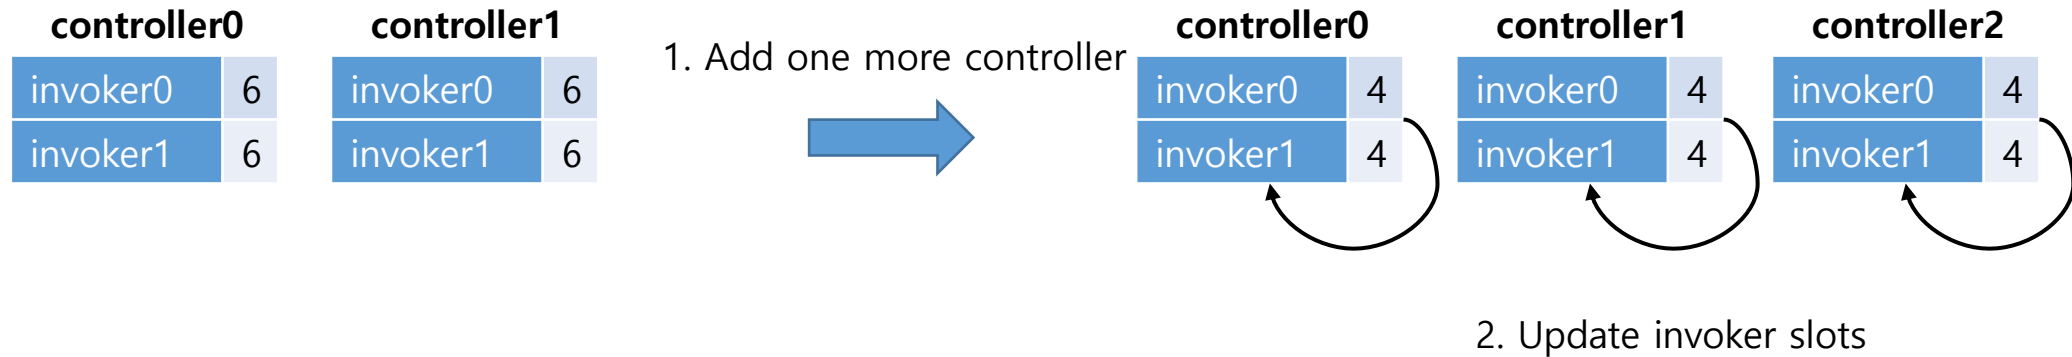 controller0
invoker0 6
invoker1 6
controller1
invoker0 6
invoker1 6
1. Add one more controller
controller0
invoker0 4
invoker1 4
controller1
invoker0 4
invoker1 4
controller2
invoker0 4
invoker1 4
2. Update invoker slots